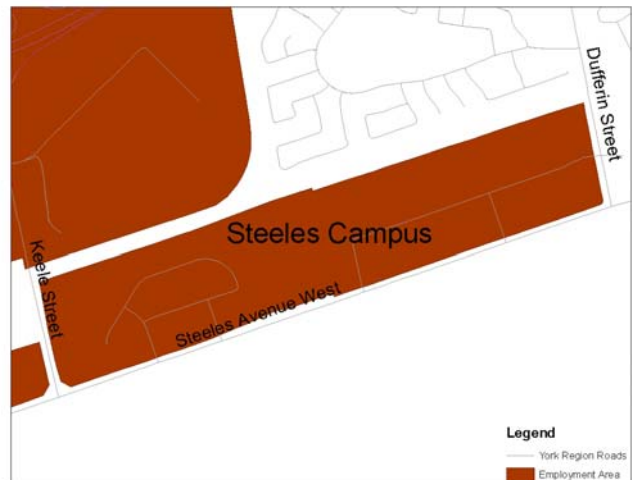 Dufferin Street
Steeles Campus
Keele Street
Steeles Avenue West
Legend
York Region Roads
Employment Area